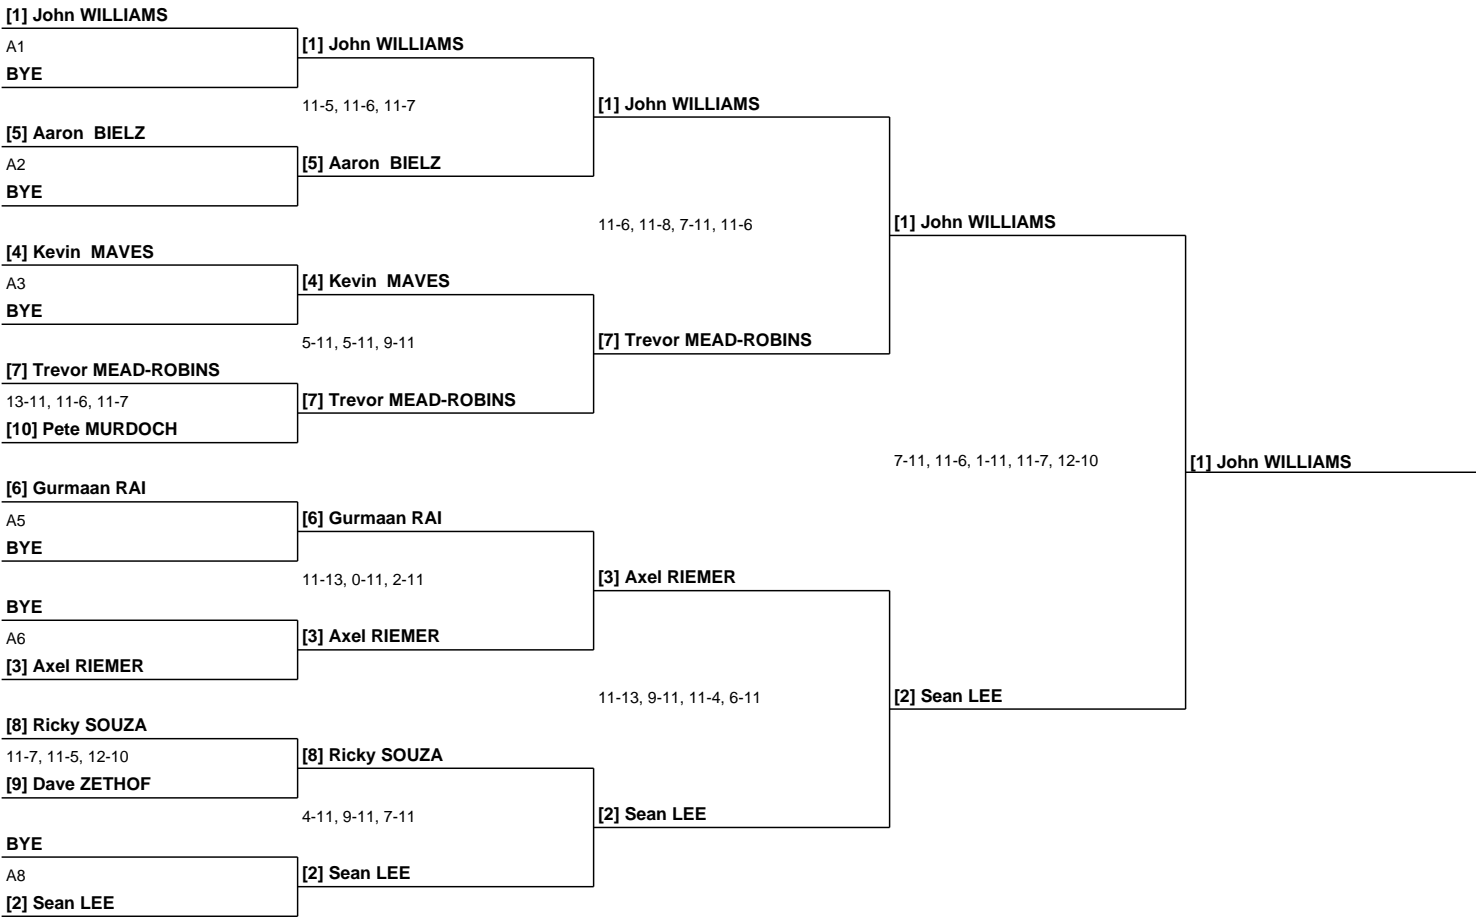 [1] John WILLIAMS
A1
BYE
[5] Aaron  BIELZ
A2
BYE
[4] Kevin  MAVES
A3
BYE
[7] Trevor MEAD-ROBINS
13-11, 11-6, 11-7
[10] Pete MURDOCH
[6] Gurmaan RAI
A5
BYE
BYE
A6
[3] Axel RIEMER
[8] Ricky SOUZA
11-7, 11-5, 12-10
[9] Dave ZETHOF
BYE
A8
[2] Sean LEE
[1] John WILLIAMS
11-5, 11-6, 11-7
[5] Aaron  BIELZ
[4] Kevin  MAVES
5-11, 5-11, 9-11
[7] Trevor MEAD-ROBINS
[6] Gurmaan RAI
11-13, 0-11, 2-11
[3] Axel RIEMER
[8] Ricky SOUZA
4-11, 9-11, 7-11
[2] Sean LEE
[1] John WILLIAMS
11-6, 11-8, 7-11, 11-6
[7] Trevor MEAD-ROBINS
[3] Axel RIEMER
11-13, 9-11, 11-4, 6-11
[2] Sean LEE
[1] John WILLIAMS
7-11, 11-6, 1-11, 11-7, 12-10
[2] Sean LEE
[1] John WILLIAMS